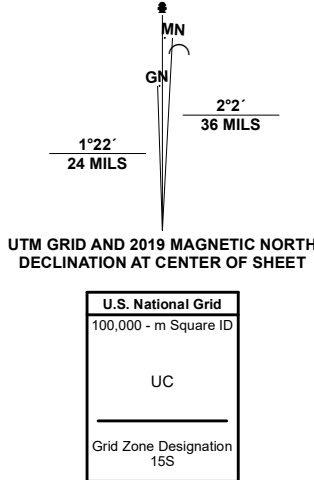 MN
GN
2°2´
36 MILS
1°22´
24 MILS
UTM GRID AND 2019 MAGNETIC NORTH
DECLINATION AT CENTER OF SHEET
U.S. National Grid
100,000 - m Square ID
UC
Grid Zone Designation
15S